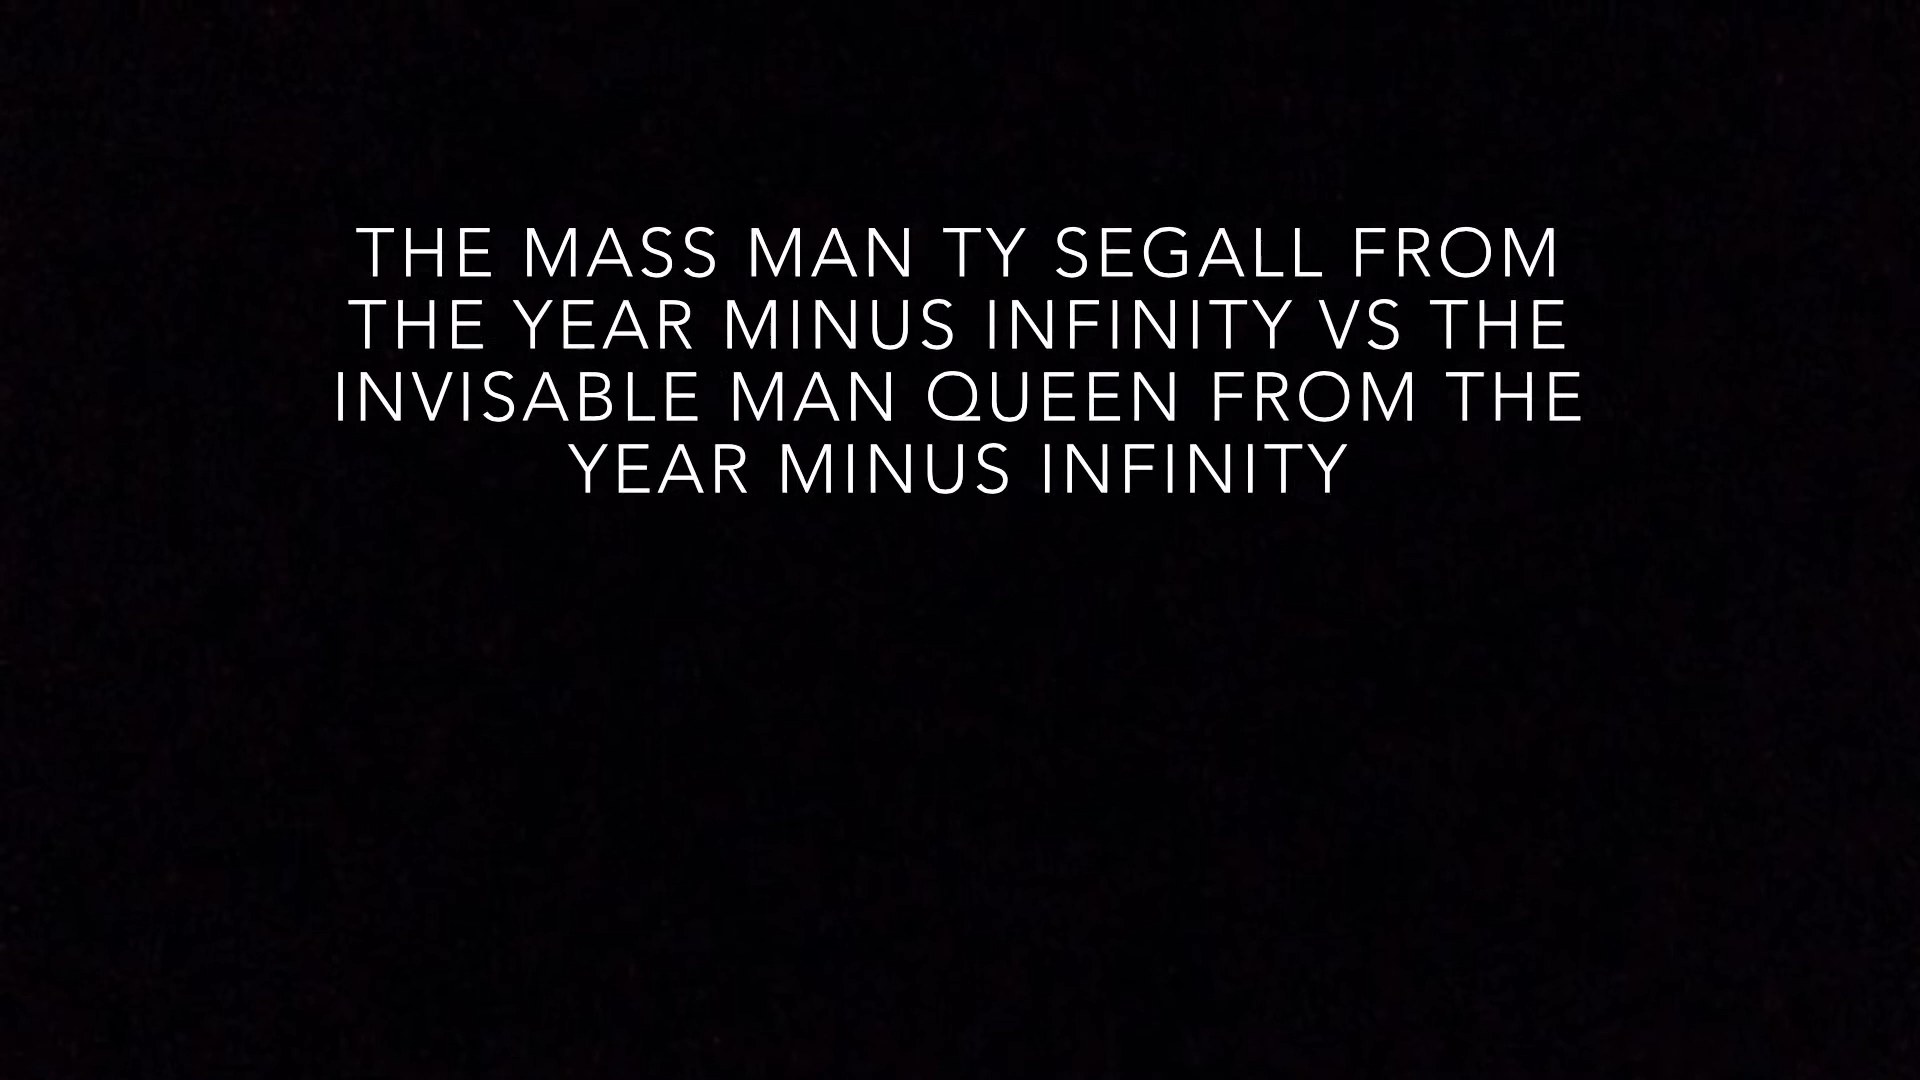 THE MASS MAN TY SEGALL FROM
THE YEAR MINUS INFINITY VS THE
INVISABLE MAN QUEEN FROM THE
YEAR MINUS INFINITY